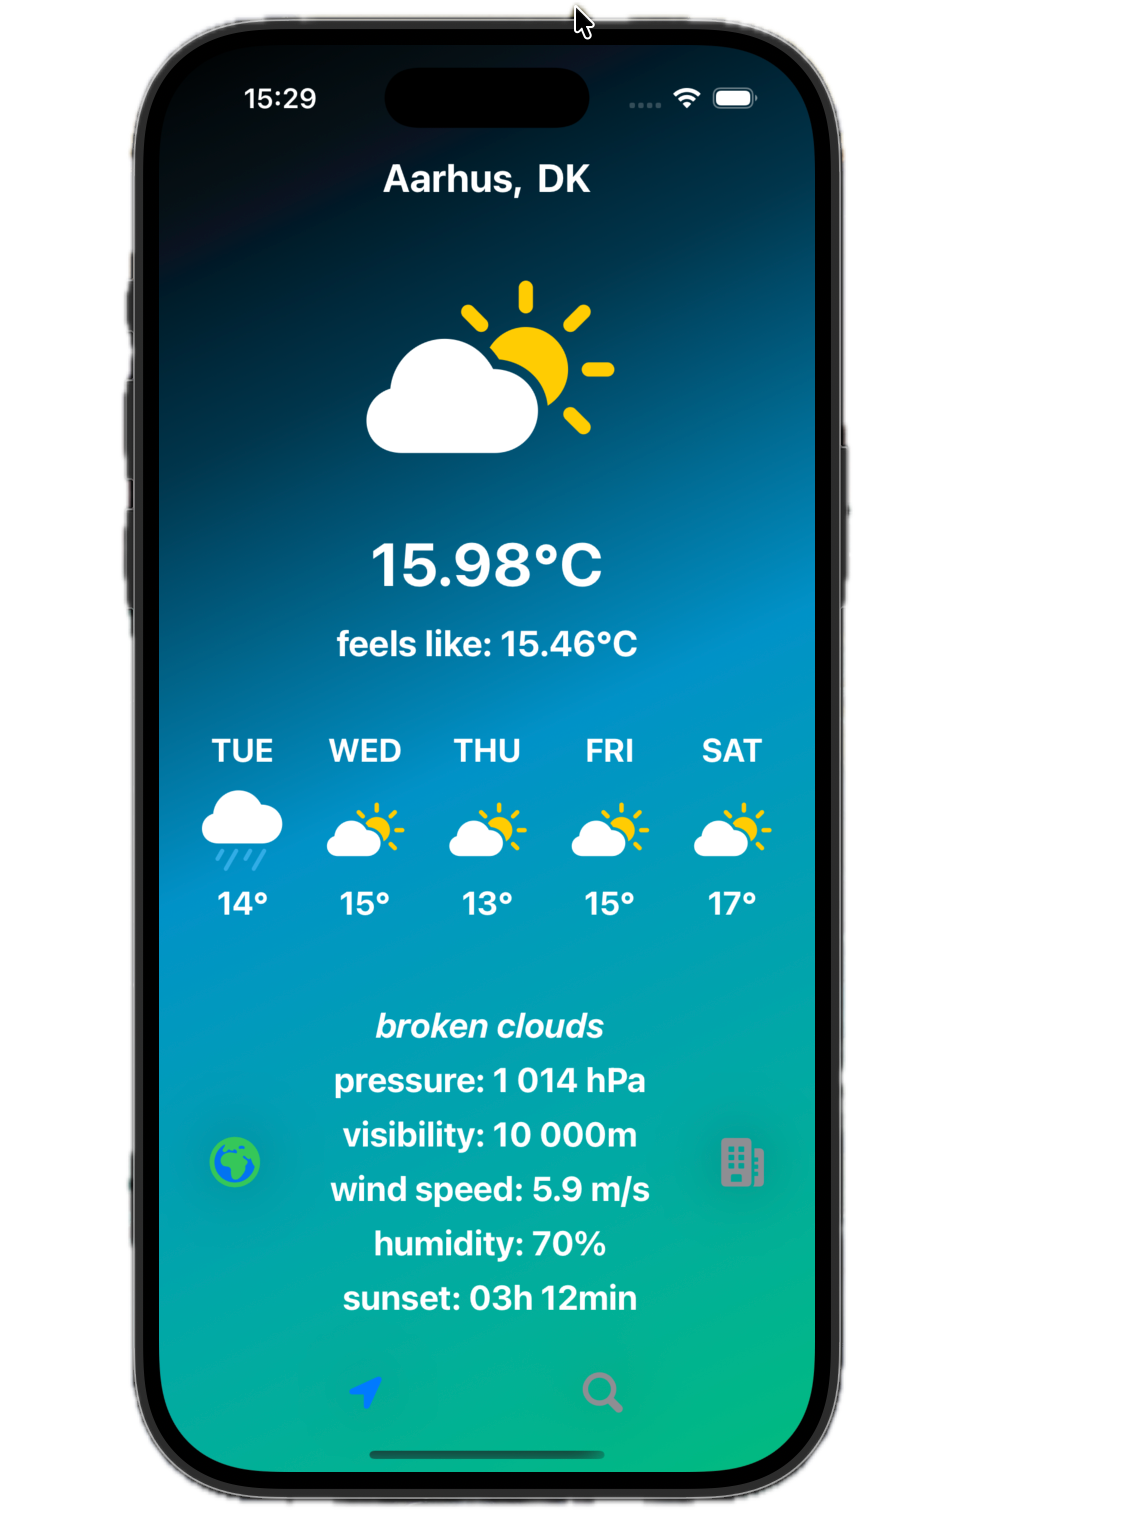 15:29
Aarhus, DK
15.98°C
feels like: 15.46°C
TUE WED THU FRI SAT
14° 15° 13° 15° 17°
broken clouds
pressure: 1 014 hPa
visibility: 10 000m
wind speed: 5.9 m/s
humidity: 70%
sunset: 03h 12min